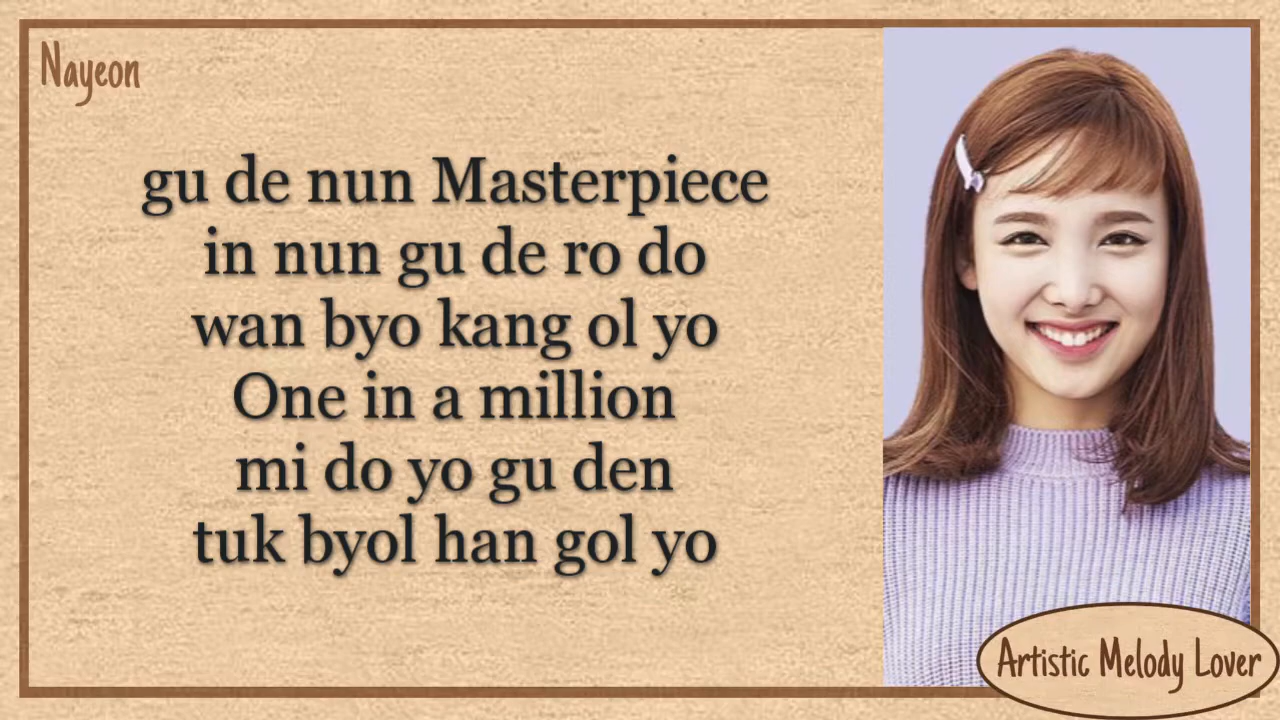 Nayeon
gu de nun Masterpiece
in nun gu de ro do
wan byo kang ol yo
One in a million
mi do yo gu den
tuk byol han gol yo
Artistic Melody Lover